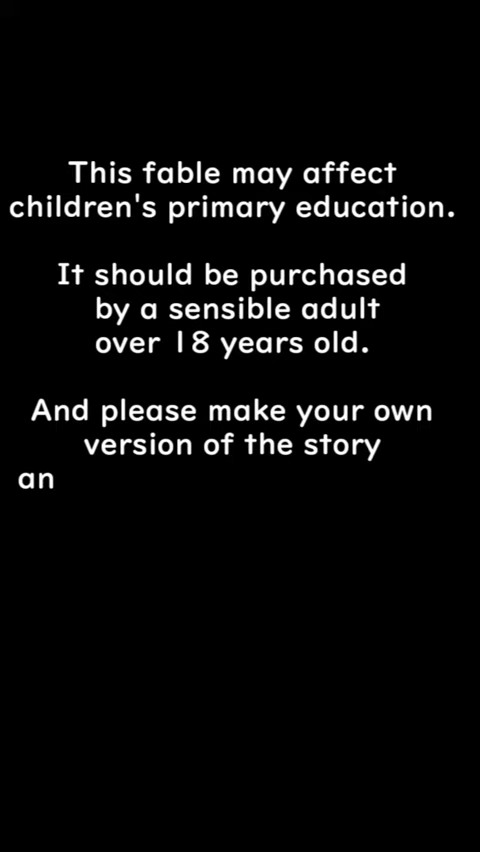 This fable may affect
children's primary education.
It should be purchased
by a sensible adult
over 18 years old.
And please make your own
version of the story
an